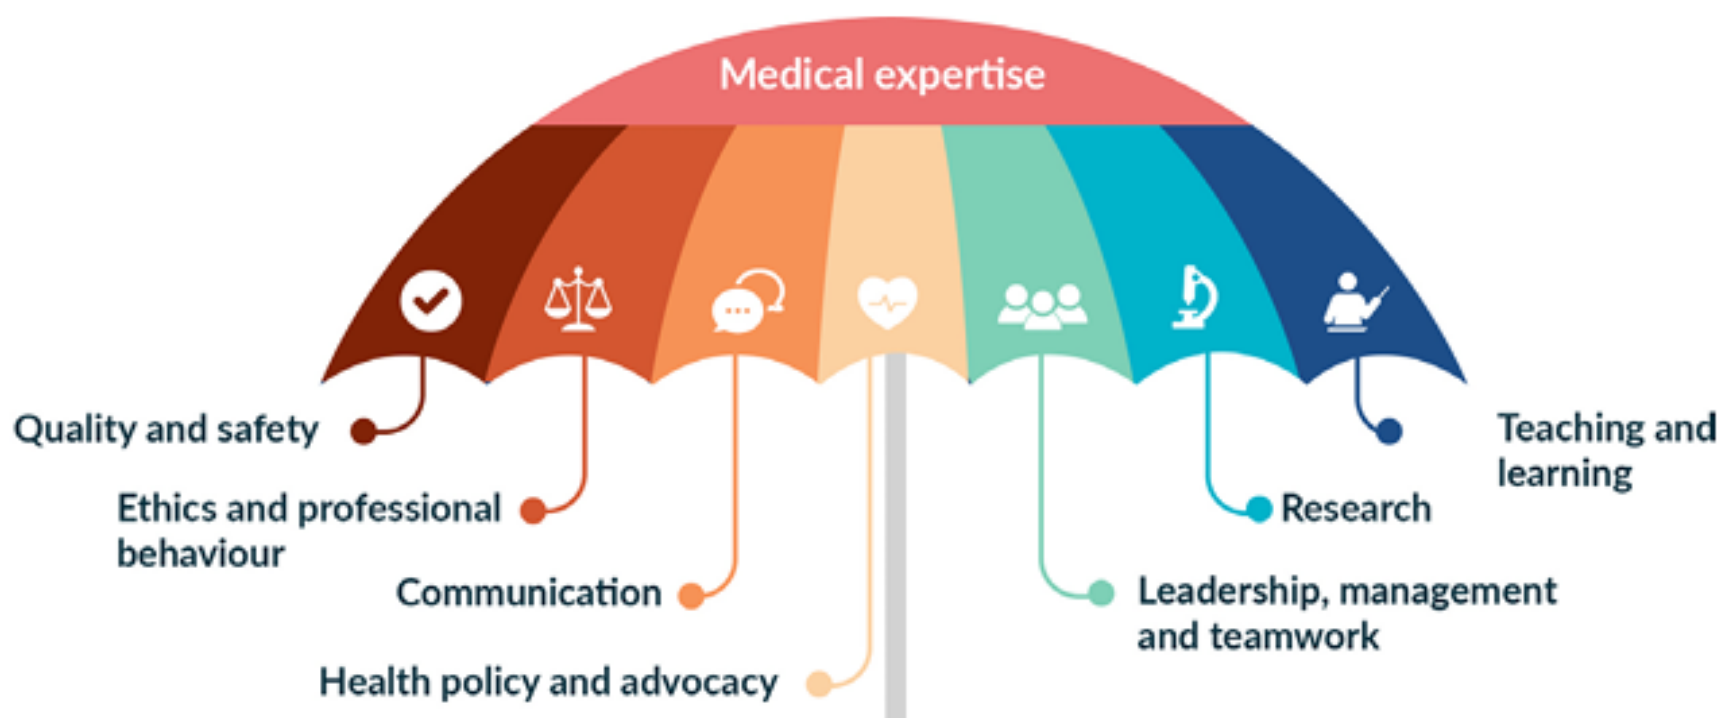 Medical expertise
Quality and safety
Teaching and
learning
Ethics and professional
behaviour
Research
Communication
Leadership, management
and teamwork
Health policy and advocacy